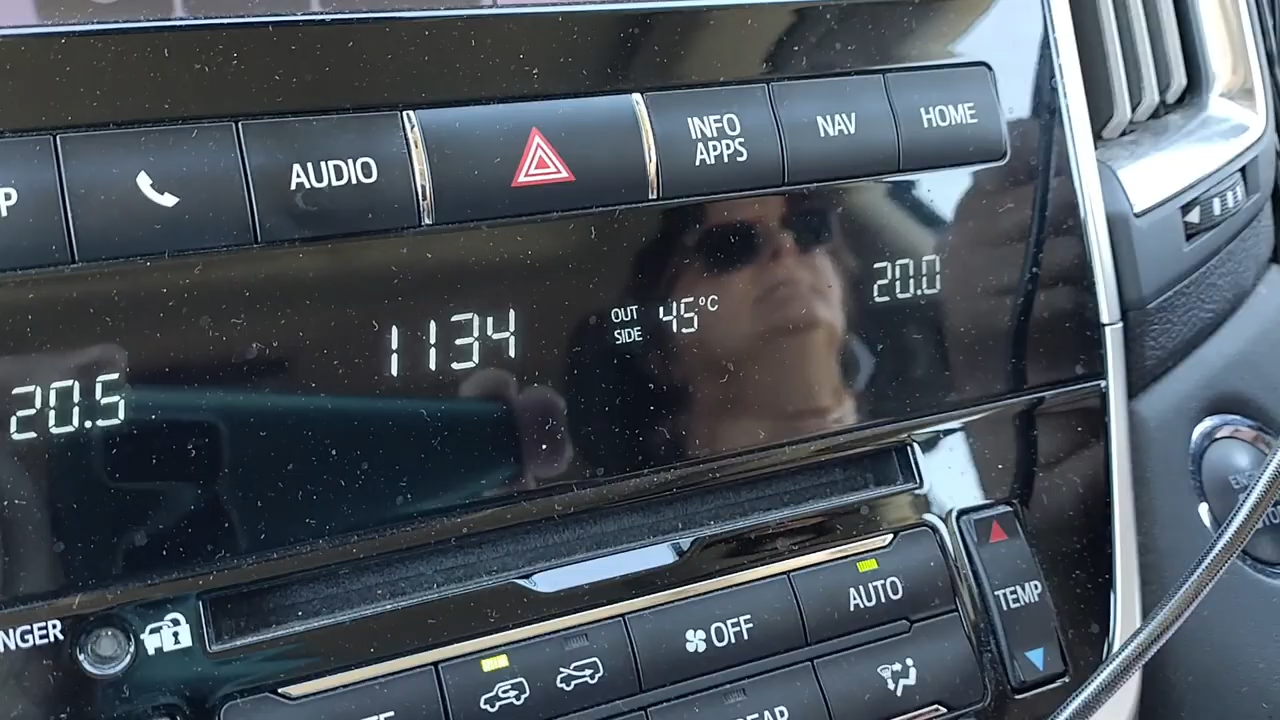 AUDIO
INFO
APPS
NAV
HOME
20.5
1134
OUT
SIDE
45°C
20.0
NGER
OFF
AUTO
TEMP